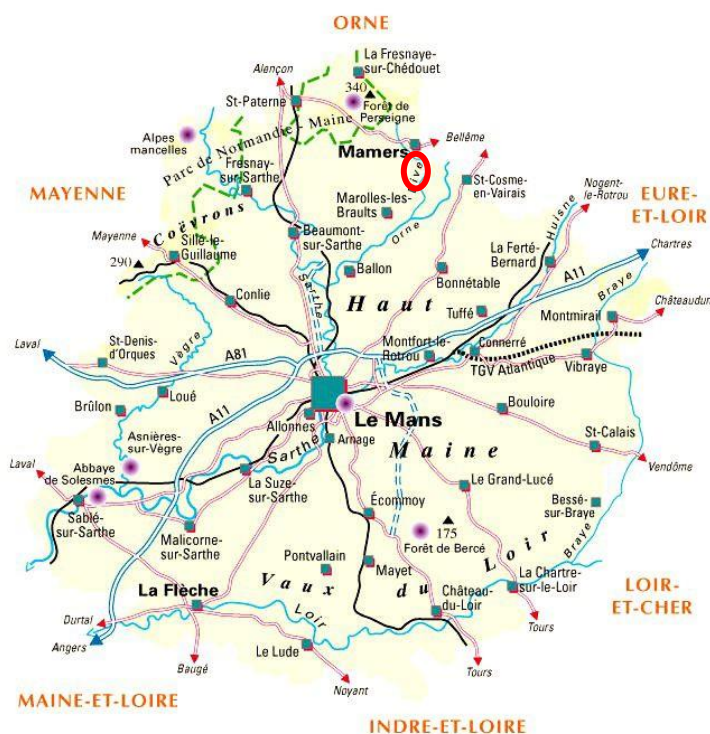 ORNE
La Fresnaye-
sur-Chédouet
Alençon
340
St-Paterne
Forêt de
Perseigne
Parc de Normandie - Maine
Alpes
mancelles
Mamers
Bellême
Fresnay-
sur-Sarthe
MAYENNE
St-Cosme-
en-Vairais
Nogent-
le-Rotrou
Marolles-les-
Braults
EURE-
ET-LOIR
Coëvrons
Orne
Huisne
Mayenne
Sillé-le-
Guillaume
Beaumont-
sur-Sarthe
La Ferté-
Bernard
Chartres
290
Ballon
Bonnétable
A11
Braye
Sarthe
Haut
Conlie
Tuffé
Châteaudun
Montmirail
St-Denis-
d'Orques
Vègre
Laval
A81
Montfort-le-
Rotrou
Connerré
TGV Atlantique
Vibraye
Loué
Brûlon
A11
Le Mans
Bouloire
Allonnes
Asnières-
sur-Vègre
Sarthe
Arnage
Maine
St-Calais
Laval
Abbaye
de Solesmes
Vendôme
La Suze-
sur-Sarthe
Le Grand-Lucé
Sablé-
sur-Sarthe
Écommoy
Bessé-
sur-Braye
Malicorne-
sur-Sarthe
175
Forêt de Bercé
Braye
Loir
Pontvallain
Mayet
La Flèche
Vaux
du
La Chartre-
sur-le-Loir
LOIR-
ET-CHER
Château-
du-Loir
Durtal
Loir
Angers
Tours
Le Lude
Baugé
Tours
Noyant
MAINE-ET-LOIRE
INDRE-ET-LOIRE